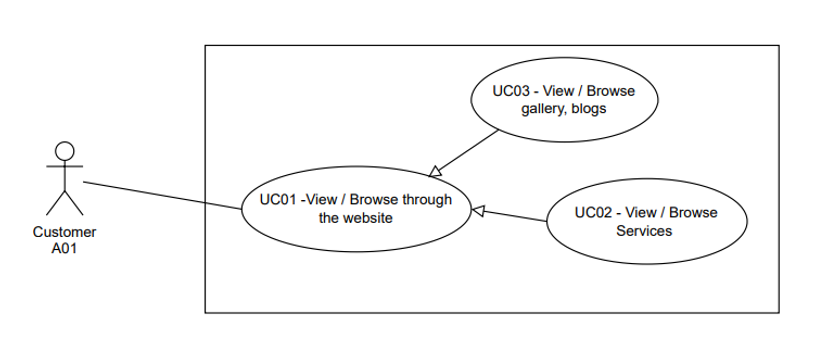 UC03 - View / Browse
gallery, blogs
UC01 -View / Browse through
the website
UC02 - View / Browse
Services
Customer
A01